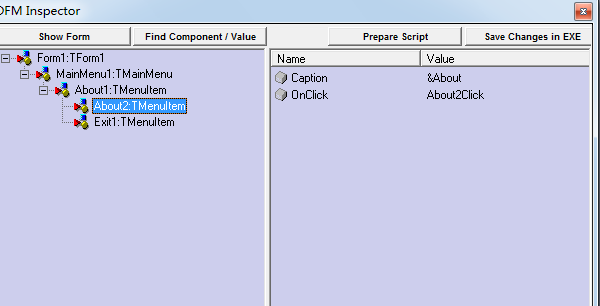 DFM Inspector
Show Form Find Component / Value Prepare Script Save Changes in EXE
Form1:TForm1
MainMenu1:TMainMenu
About1:TMenuItem
About2:TMenuItem
Exit1:TMenuItem
Name Value
Caption &About
OnClick About2Click